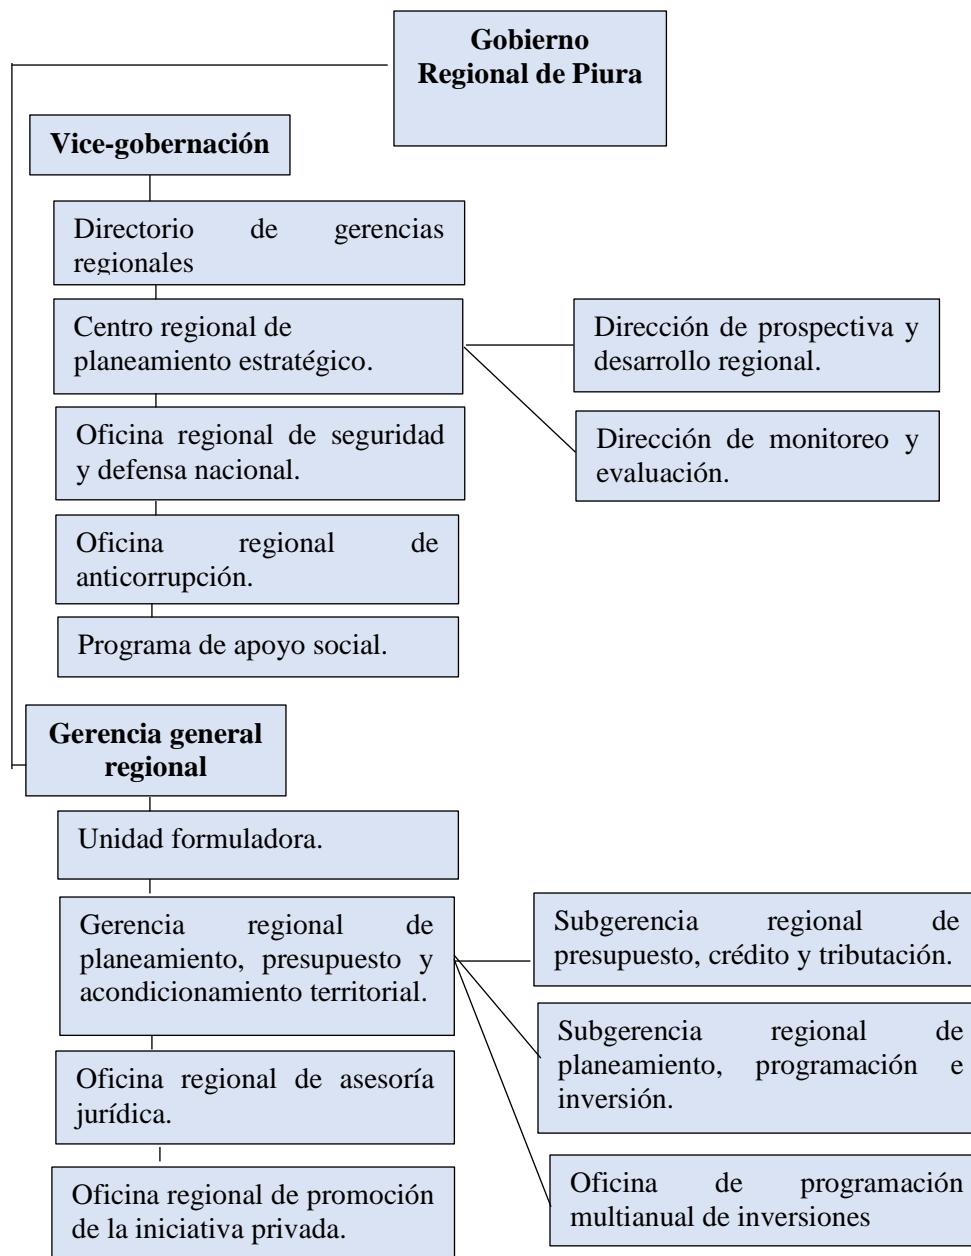 Gobierno
Regional de Piura
Vice-gobernación
Directorio de gerencias
regionales
Centro regional de
planeamiento estratégico.
Dirección de prospectiva y
desarrollo regional.
Oficina regional de seguridad
y defensa nacional.
Dirección de monitoreo y
evaluación.
Oficina regional de
anticorrupción.
Programa de apoyo social.
Gerencia general
regional
Unidad formuladora.
Gerencia regional de
planeamiento, presupuesto y
acondicionamiento territorial.
Subgerencia regional de
presupuesto, crédito y tributación.
Subgerencia regional de
planeamiento, programación e
inversión.
Oficina regional de asesoría
jurídica.
Oficina de programación
multianual de inversiones
Oficina regional de promoción
de la iniciativa privada.